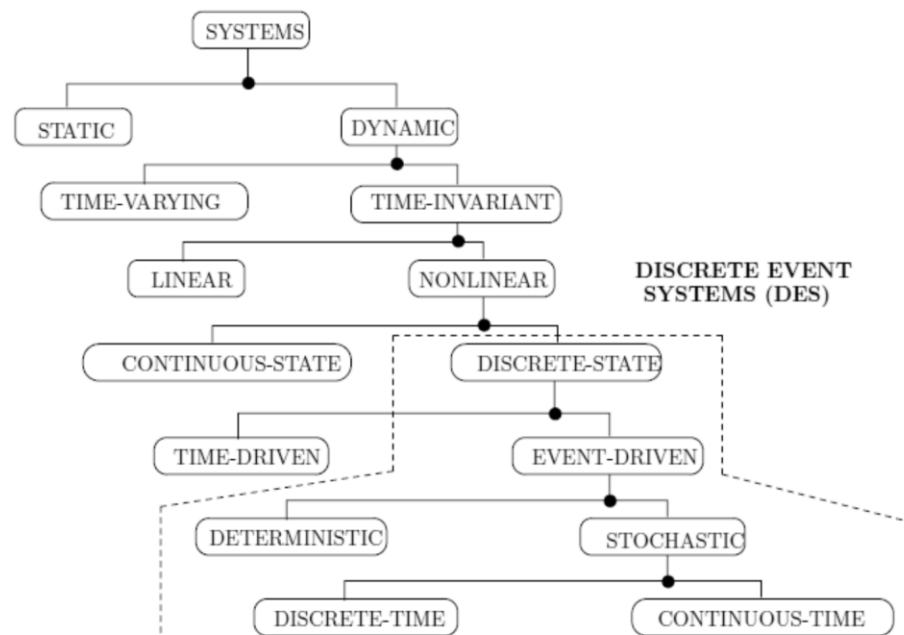 SYSTEMS
STATIC
DYNAMIC
TIME-VARYING
TIME-INVARIANT
LINEAR
NONLINEAR
DISCRETE EVENT
SYSTEMS (DES)
CONTINUOUS-STATE
DISCRETE-STATE
TIME-DRIVEN
EVENT-DRIVEN
DETERMINISTIC
STOCHASTIC
DISCRETE-TIME
CONTINUOUS-TIME